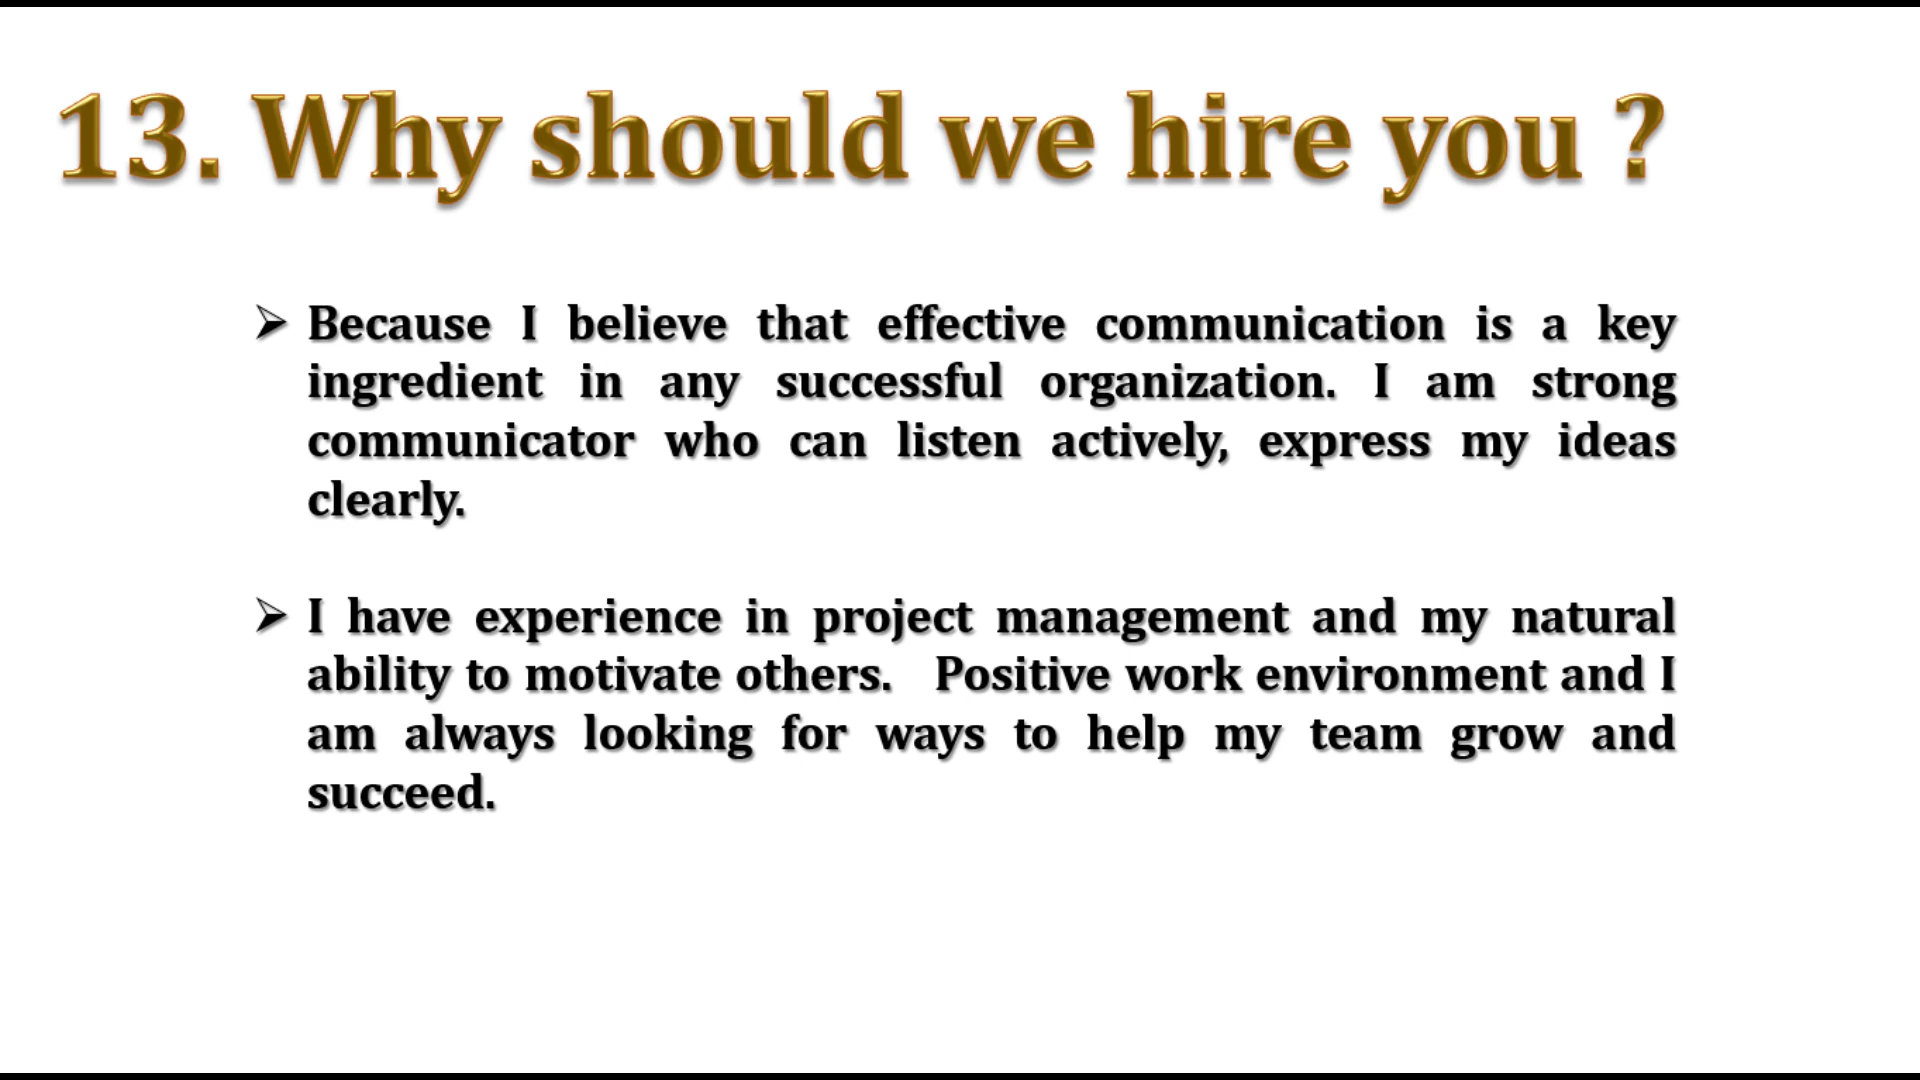 13. Why should we hire you ?
➢ Because I believe that effective communication is a key
ingredient in any successful organization. I am strong
communicator who can listen actively, express my ideas
clearly.
➢ I have experience in project management and my natural
ability to motivate others. Positive work environment and I
am always looking for ways to help my team grow and
succeed.